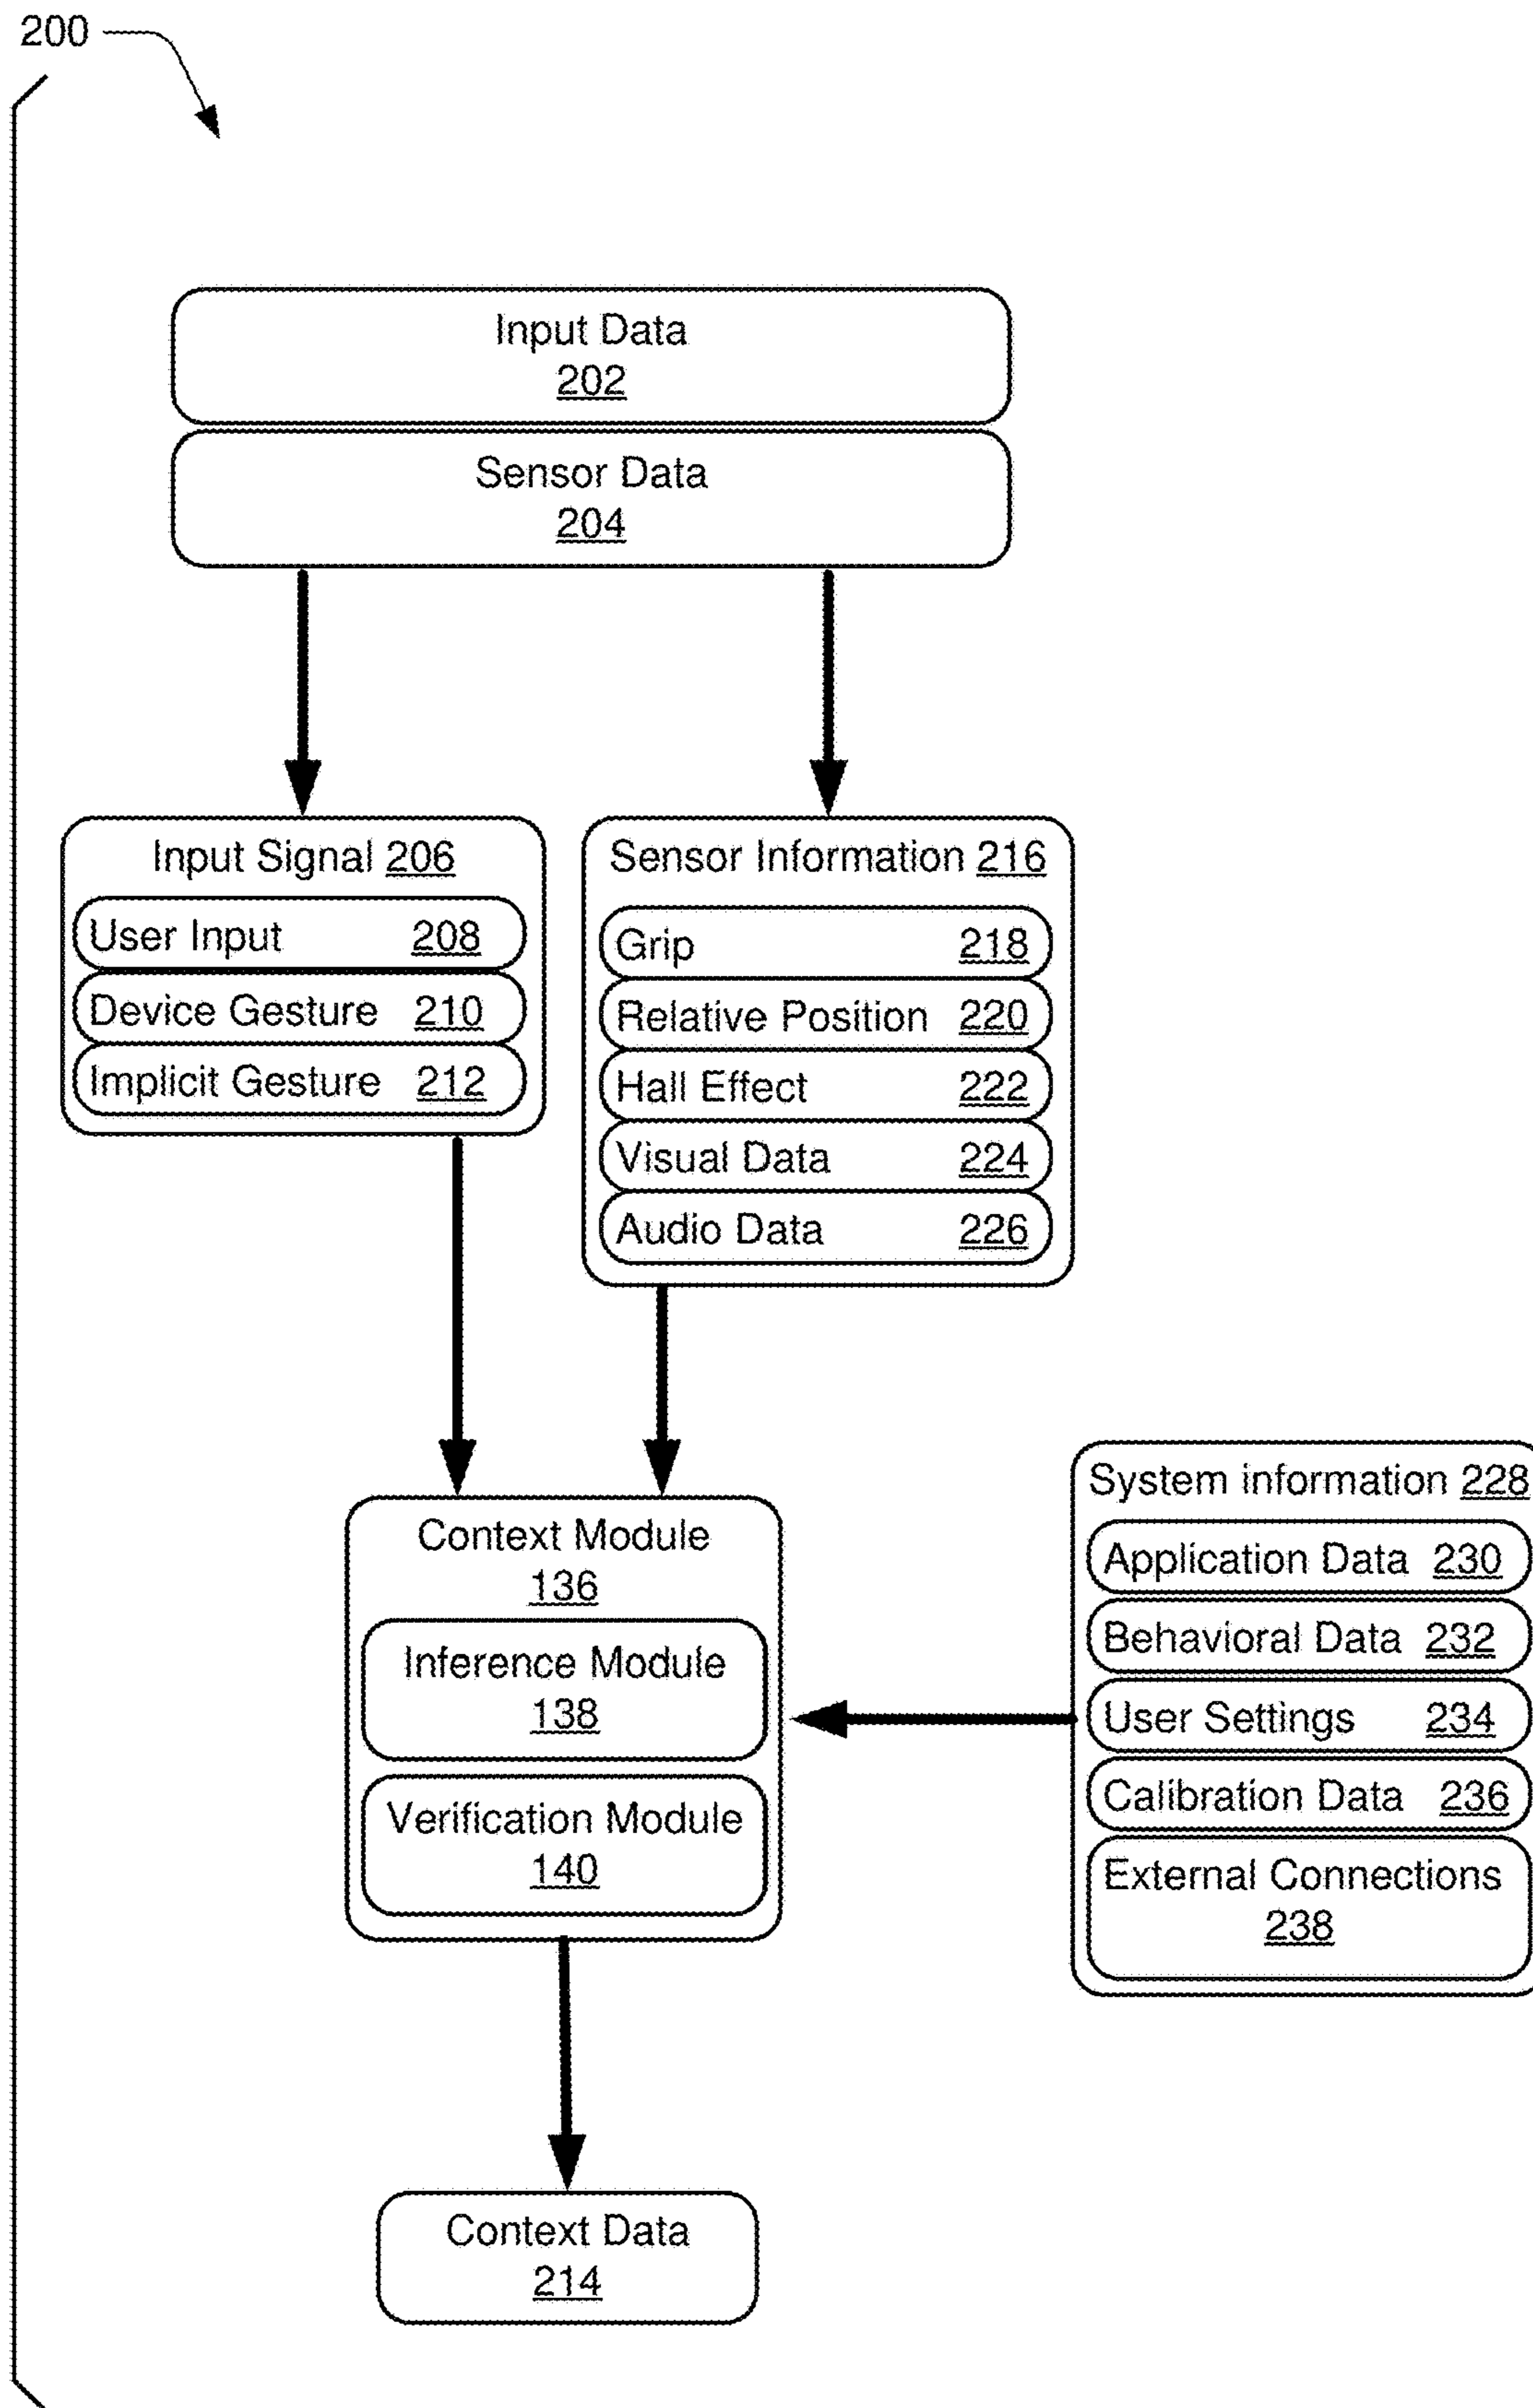 200
Input Data
202
Sensor Data
204
Input Signal 206
User Input 208
Device Gesture 210
Implicit Gesture 212
Sensor Information 216
Grip 218
Relative Position 220
Hall Effect 222
Visual Data 224
Audio Data 226
Context Module
136
Inference Module
138
Verification Module
140
System information 228
Application Data 230
Behavioral Data 232
User Settings 234
Calibration Data 236
External Connections
238
Context Data
214